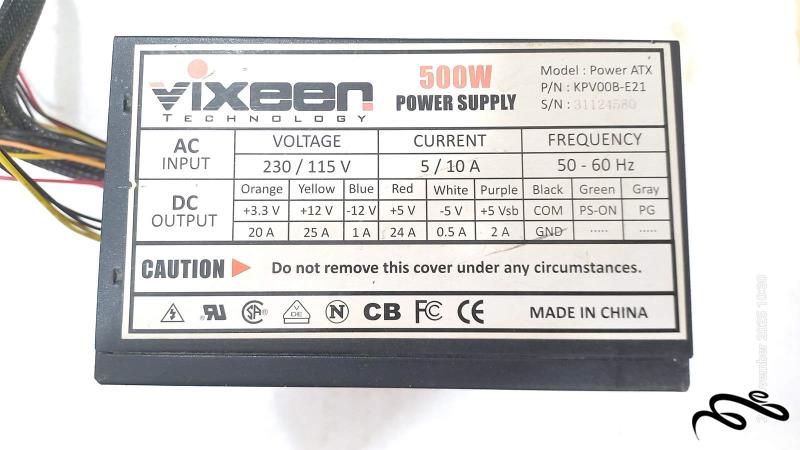 VIXEEN
TECHNOLOGY
500W
POWER SUPPLY
Model : Power ATX
P/N : KPV00B-E21
S/N : 31124580
AC INPUT VOLTAGE CURRENT FREQUENCY
230 / 115 V 5 / 10 A 50 - 60 Hz
DC OUTPUT Orange Yellow Blue Red White Purple Black Green Gray
+3.3 V +12 V -12 V +5 V -5 V +5 Vsb COM PS-ON PG
20 A 25 A 1 A 24 A 0.5 A 2 A GND ..... .....
CAUTION Do not remove this cover under any circumstances.
SA VDE N CB FC CE MADE IN CHINA